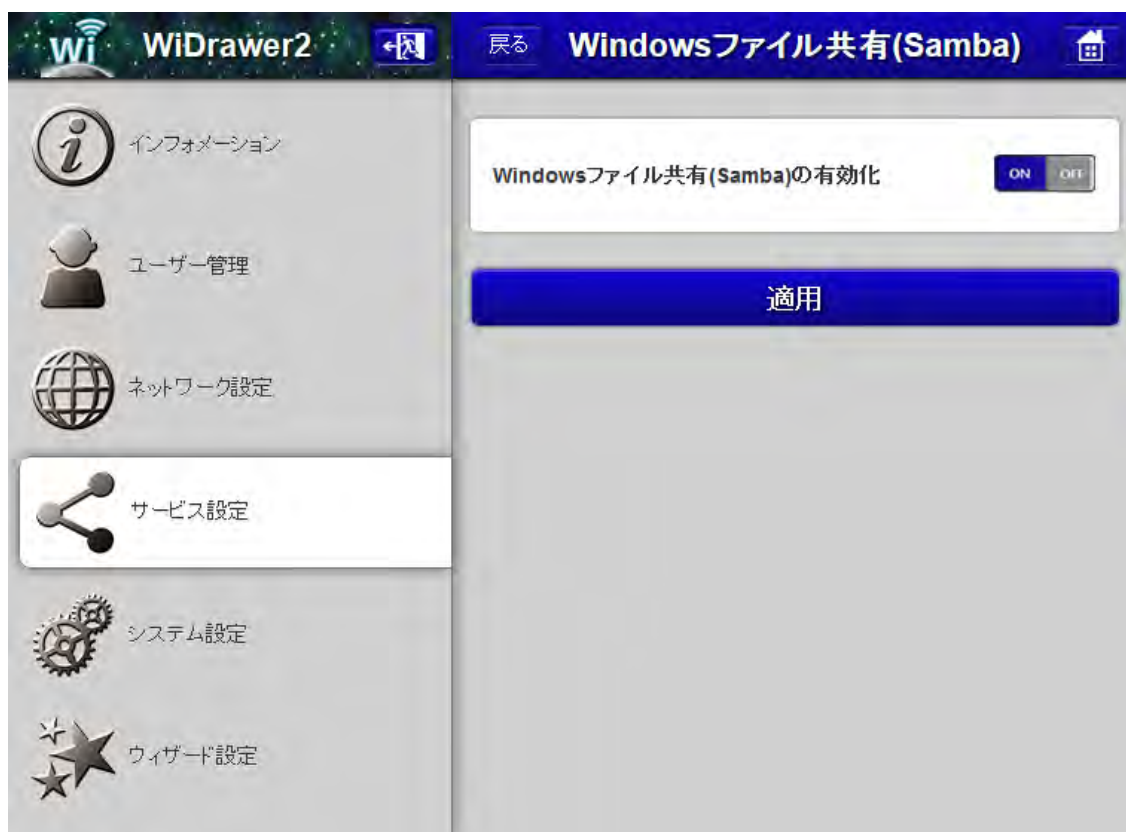 Wi WiDrawer2
戻る Windowsファイル共有(Samba)
インフォメーション
ユーザー管理
ネットワーク設定
サービス設定
システム設定
ウィザード設定
Windowsファイル共有(Samba)の有効化 ON OFF
適用